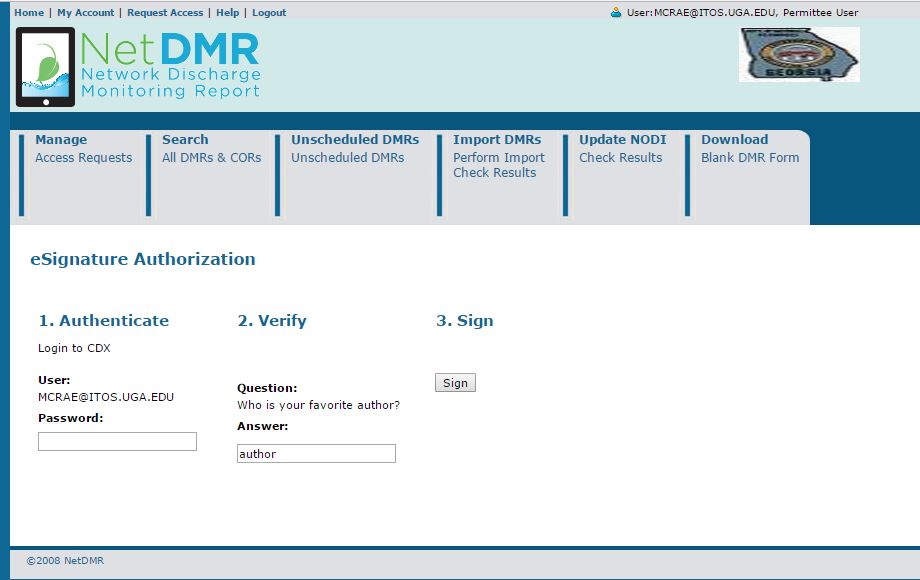 Home | My Account | Request Access | Help | Logout
User:MCRAE@ITOS.UGA.EDU, Permittee User
NetDMR
Network Discharge
Monitoring Report
GEORGIA
Manage
Access Requests
Search
All DMRs & CORs
Unscheduled DMRs
Unscheduled DMRs
Import DMRs
Perform Import
Check Results
Update NODI
Check Results
Download
Blank DMR Form
eSignature Authorization
1. Authenticate
Login to CDX
User:
MCRAE@ITOS.UGA.EDU
Password:
2. Verify
Question:
Who is your favorite author?
Answer:
author
3. Sign
Sign
©2008 NetDMR